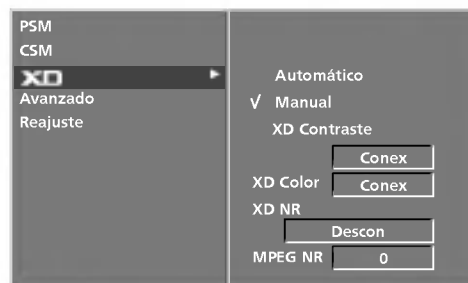 PSM
CSM
XD
Avanzado
Reajuste
Automático
√ Manual
XD Contraste
Conex
XD Color Conex
XD NR
Descon
MPEG NR 0